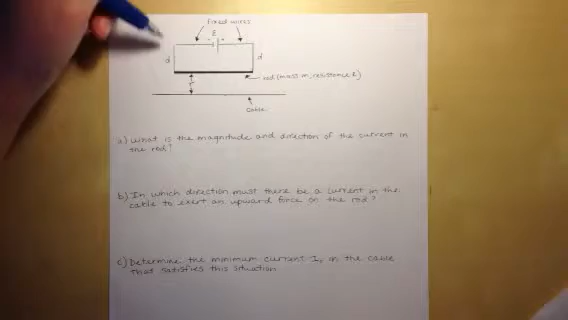 fixed wires
- ε +
d d
rod (mass m, resistance R)
r
cable
a) What is the magnitude and direction of the current in
the rod?
b) In which direction must there be a current in the
cable to exert an upward force on the rod?
c) Determine the minimum current Ic in the cable
that satisfies this situation